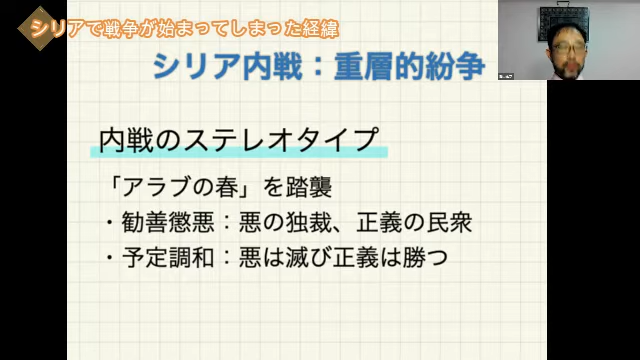 シリアで戦争が始まってしまった経緯
シリア内戦：重層的紛争
内戦のステレオタイプ
「アラブの春」を踏襲
・勧善懲悪：悪の独裁、正義の民衆
・予定調和：悪は滅び正義は勝つ